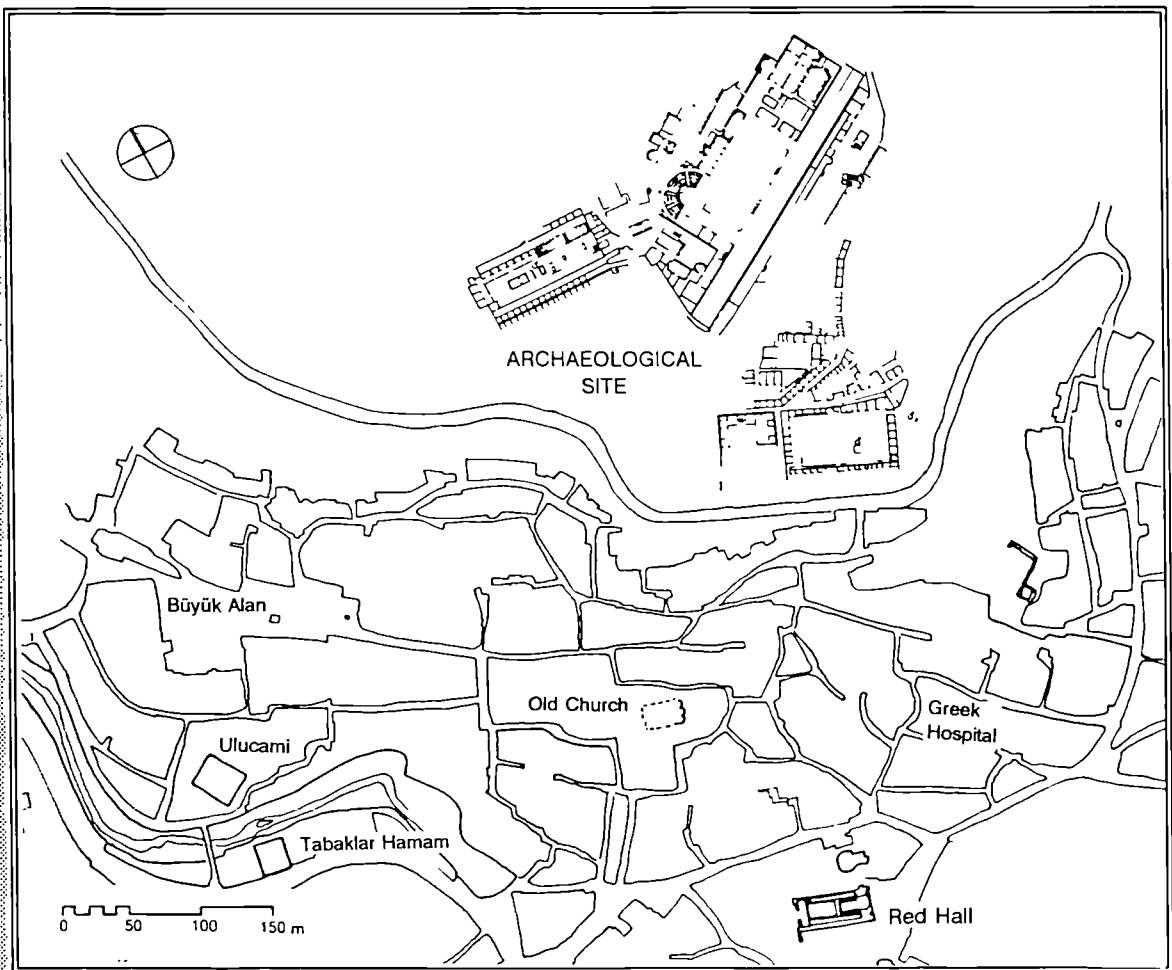 ARCHAEOLOGICAL
SITE
Büyük Alan
Old Church
Greek
Hospital
Ulucami
Tabaklar Hamam
0 50 100 150 m
Red Hall